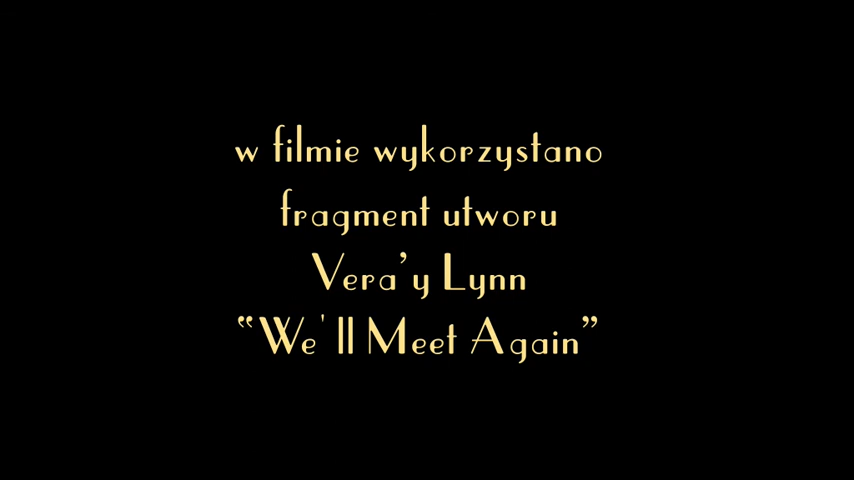 w filmie wykorzystano
fragment utworu
Vera’y Lynn
“We'll Meet Again”